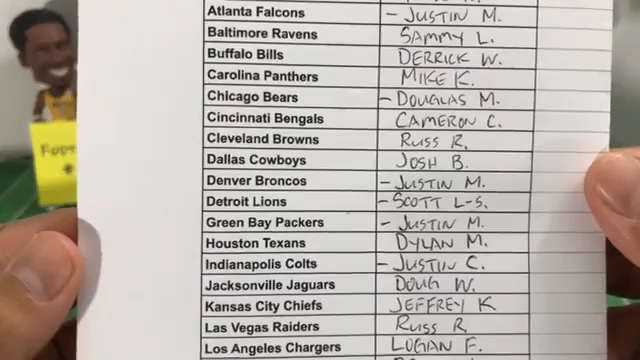 Atlanta Falcons – JUSTIN M.
Baltimore Ravens SAMMY L.
Buffalo Bills DERRICK W.
Carolina Panthers MIKE K.
Chicago Bears – DOUGLAS M.
Cincinnati Bengals CAMERON C.
Cleveland Browns RUSS R.
Dallas Cowboys JOSH B.
Denver Broncos – JUSTIN M.
Detroit Lions – SCOTT L-S.
Green Bay Packers – JUSTIN M.
Houston Texans DYLAN M.
Indianapolis Colts – JUSTIN C.
Jacksonville Jaguars DOUG W.
Kansas City Chiefs JEFFREY K
Las Vegas Raiders RUSS R.
Los Angeles Chargers LOGAN F.